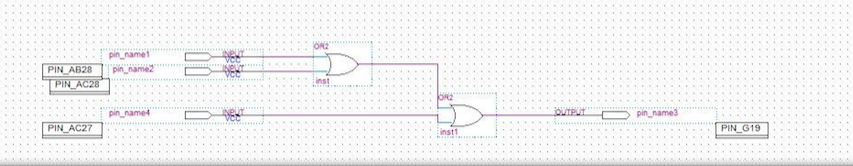 OR2
pin_name1 INPUT
VCC
PIN_AB28 pin_name2 INPUT
VCC
PIN_AC28
inst
OR2
pin_name4 INPUT
VCC
OUTPUT pin_name3
PIN_AC27
inst1
PIN_G19